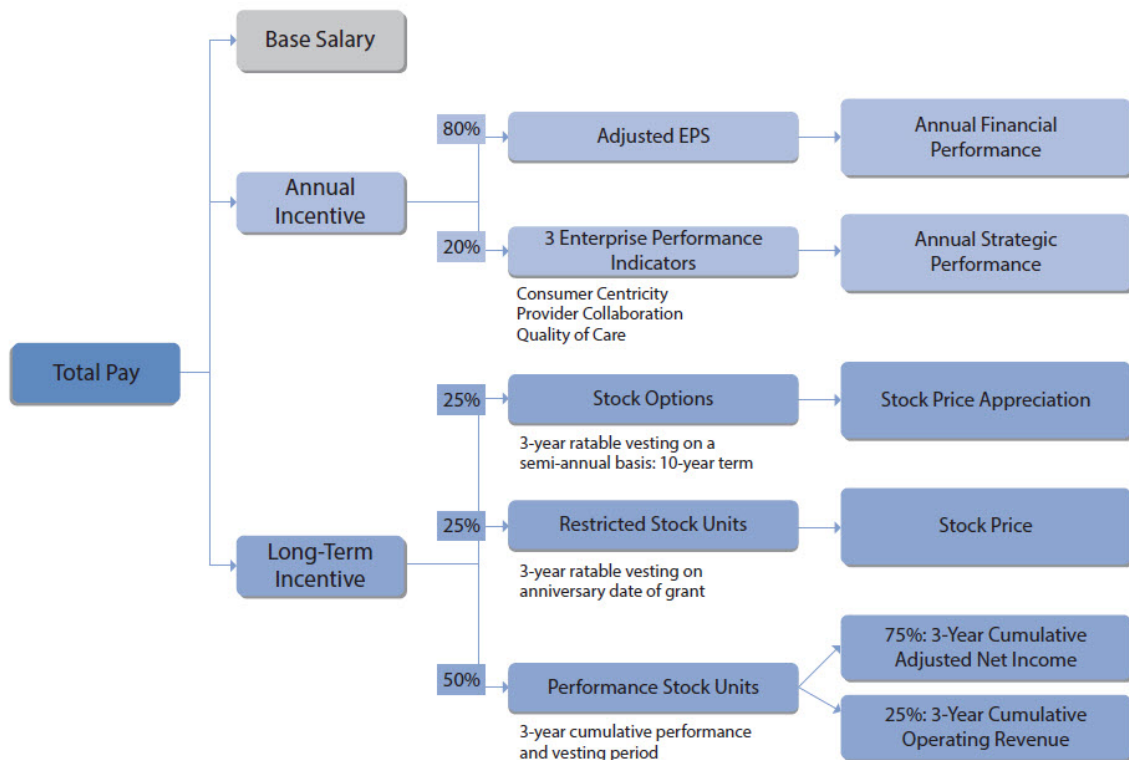 Base Salary
80%
Adjusted EPS
Annual Financial
Performance
Annual
Incentive
20%
3 Enterprise Performance
Indicators
Annual Strategic
Performance
Consumer Centricity
Provider Collaboration
Quality of Care
Total Pay
25%
Stock Options
Stock Price Appreciation
3-year ratable vesting on a
semi-annual basis: 10-year term
25%
Restricted Stock Units
Stock Price
Long-Term
Incentive
3-year ratable vesting on
anniversary date of grant
50%
Performance Stock Units
75%: 3-Year Cumulative
Adjusted Net Income
25%: 3-Year Cumulative
Operating Revenue
3-year cumulative performance
and vesting period